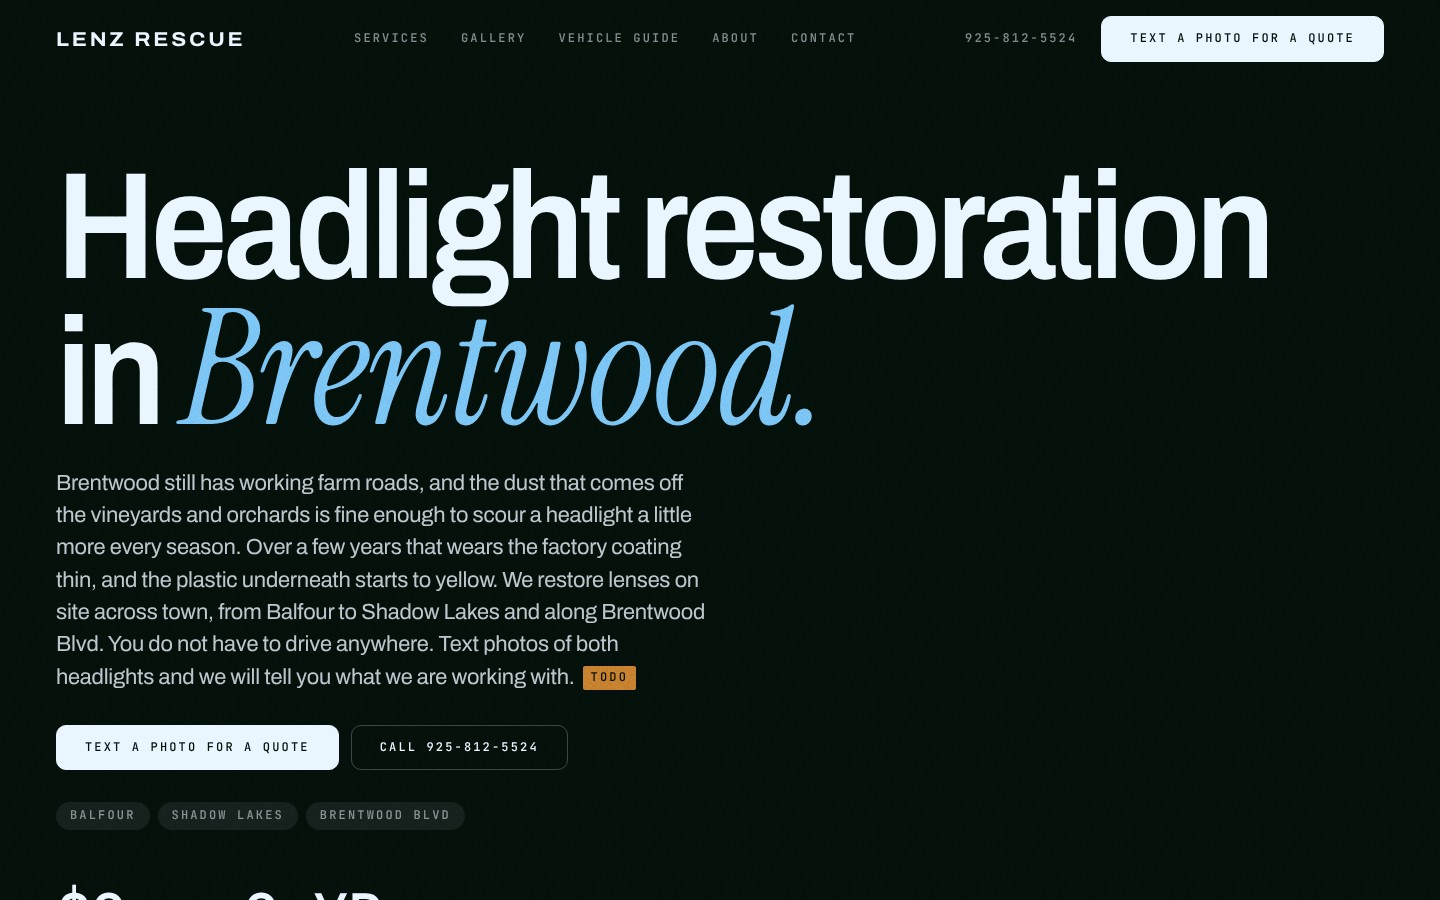 LENZ RESCUE
SERVICES GALLERY VEHICLE GUIDE ABOUT CONTACT
925-812-5524
TEXT A PHOTO FOR A QUOTE
Headlight restoration
in Brentwood.
Brentwood still has working farm roads, and the dust that comes off
the vineyards and orchards is fine enough to scour a headlight a little
more every season. Over a few years that wears the factory coating
thin, and the plastic underneath starts to yellow. We restore lenses on
site across town, from Balfour to Shadow Lakes and along Brentwood
Blvd. You do not have to drive anywhere. Text photos of both
headlights and we will tell you what we are working with. TODO
TEXT A PHOTO FOR A QUOTE
CALL 925-812-5524
BALFOUR SHADOW LAKES BRENTWOOD BLVD